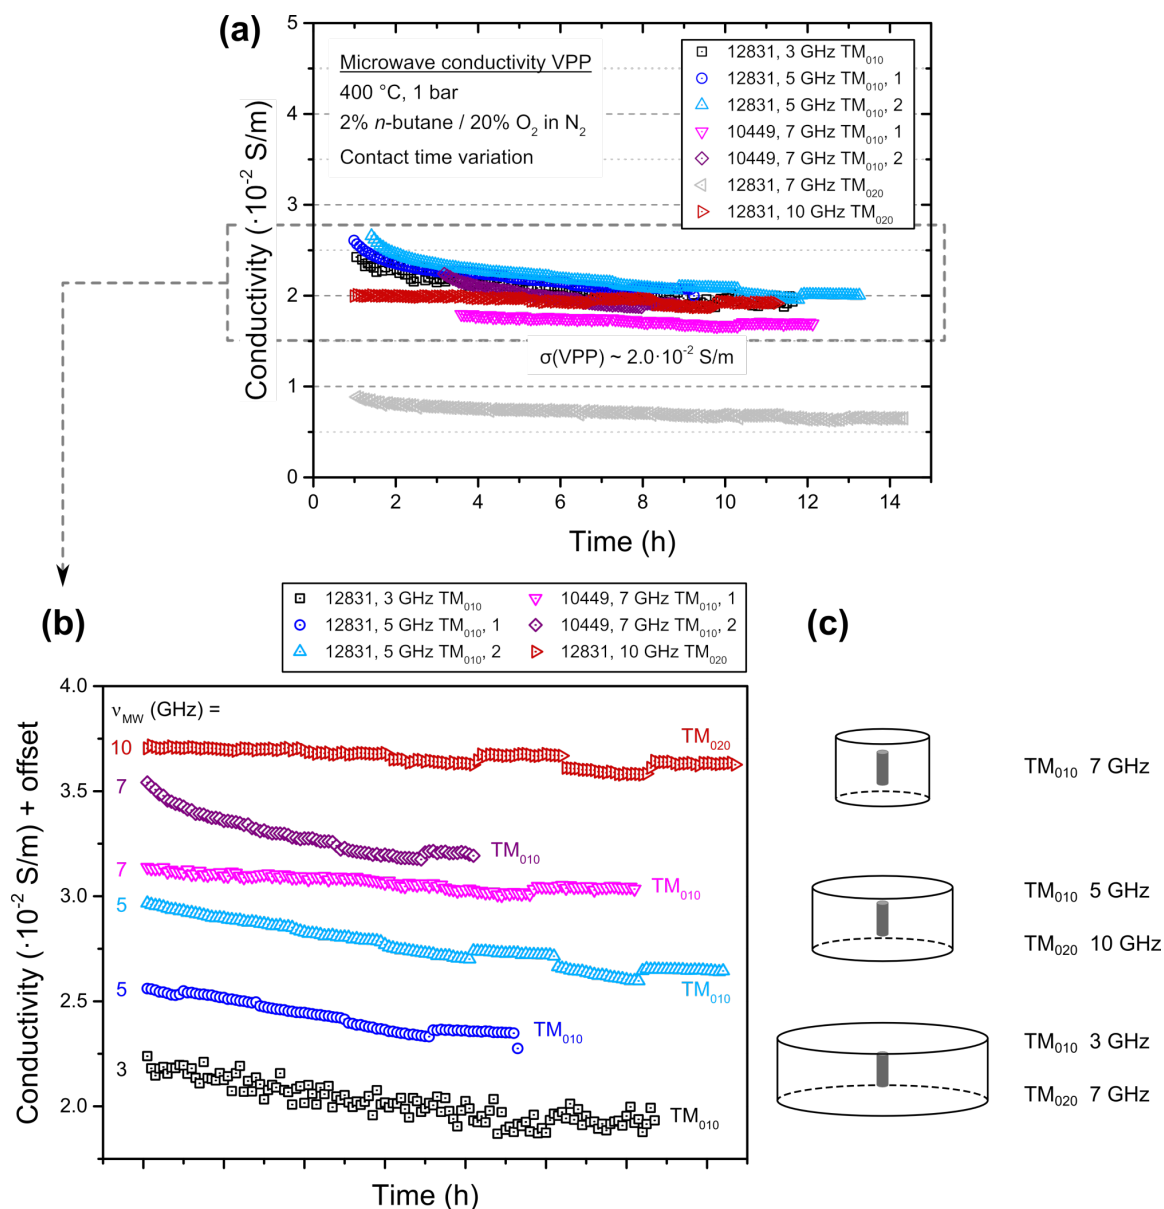 (a)
Microwave conductivity VPP
400 °C, 1 bar
2% n-butane / 20% O2 in N2
Contact time variation
12831, 3 GHz TM010
12831, 5 GHz TM010, 1
12831, 5 GHz TM010, 2
10449, 7 GHz TM010, 1
10449, 7 GHz TM010, 2
12831, 7 GHz TM020
12831, 10 GHz TM020
Conductivity (·10-2 S/m)
5
4
3
2
1
0
σ(VPP) ~ 2.0·10-2 S/m
0 2 4 6 8 10 12 14
Time (h)
(b)
12831, 3 GHz TM010
12831, 5 GHz TM010, 1
12831, 5 GHz TM010, 2
10449, 7 GHz TM010, 1
10449, 7 GHz TM010, 2
12831, 10 GHz TM020
Conductivity (·10-2 S/m) + offset
4.0
3.5
3.0
2.5
2.0
νMW (GHz) =
10
TM020
7
TM010
7
TM010
5
TM010
5
TM010
3
TM010
Time (h)
(c)
TM010 7 GHz
TM010 5 GHz
TM020 10 GHz
TM010 3 GHz
TM020 7 GHz